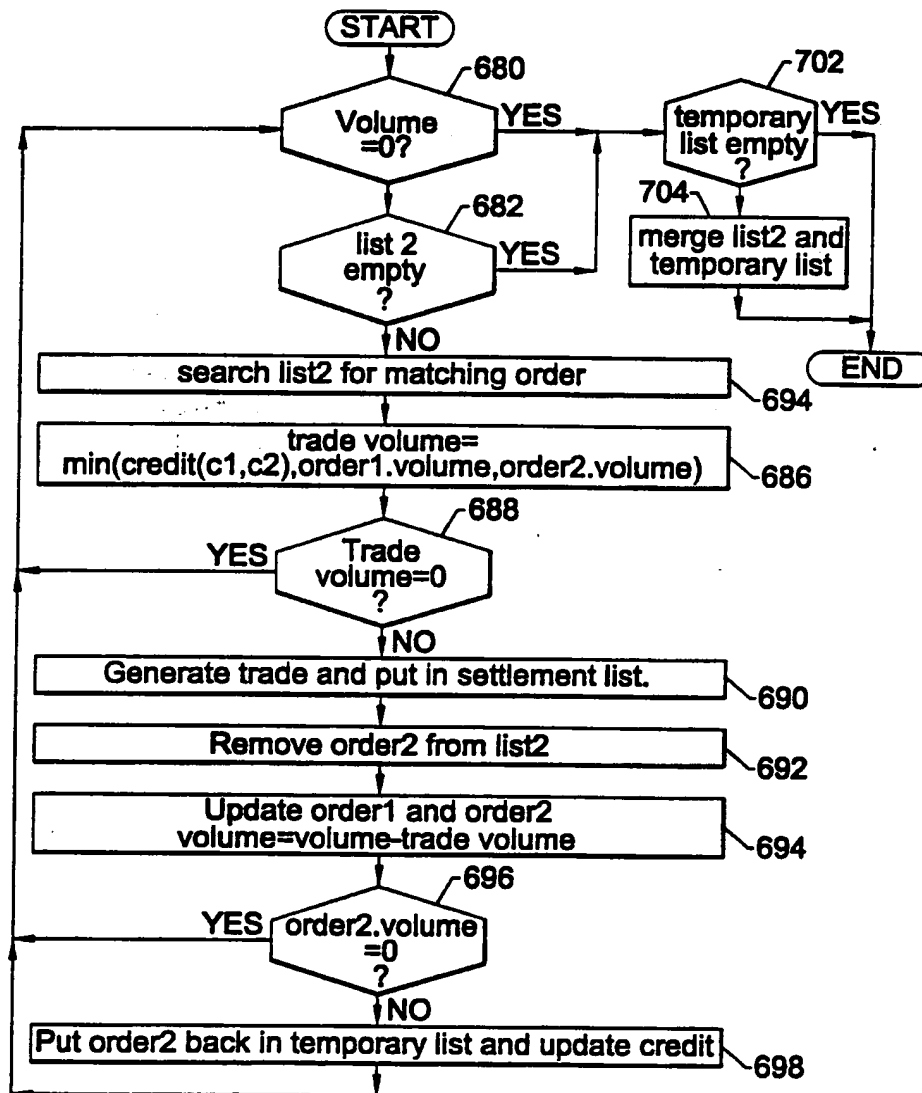 START
680
Volume
=0?
YES
702
temporary
list empty
?
YES
682
list 2
empty
?
YES
704
merge list2 and
temporary list
NO
END
search list2 for matching order
694
trade volume=
min(credit(c1,c2),order1.volume,order2.volume)
686
688
Trade
volume=0
?
YES
NO
Generate trade and put in settlement list.
690
Remove order2 from list2
692
Update order1 and order2
volume=volume-trade volume
694
696
order2.volume
=0
?
YES
NO
Put order2 back in temporary list and update credit
698